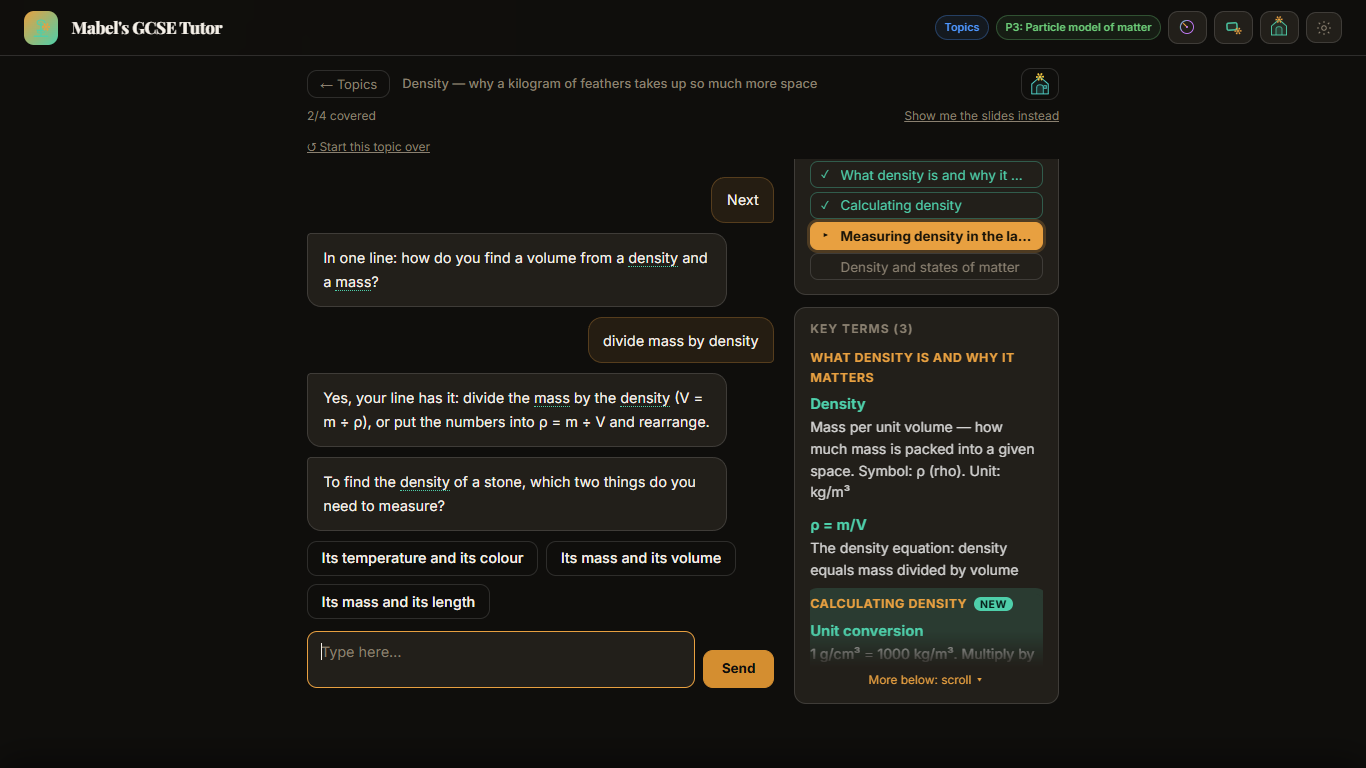 Mabel's GCSE Tutor
Topics
P3: Particle model of matter
← Topics
Density — why a kilogram of feathers takes up so much more space
2/4 covered
Show me the slides instead
↺ Start this topic over
Next
In one line: how do you find a volume from a density and
a mass?
divide mass by density
Yes, your line has it: divide the mass by the density (V =
m ÷ ρ), or put the numbers into ρ = m ÷ V and rearrange.
To find the density of a stone, which two things do you
need to measure?
Its temperature and its colour
Its mass and its volume
Its mass and its length
Type here...
Send
✓ What density is and why it ...
✓ Calculating density
‣ Measuring density in the la...
Density and states of matter
KEY TERMS (3)
WHAT DENSITY IS AND WHY IT
MATTERS
Density
Mass per unit volume — how
much mass is packed into a given
space. Symbol: ρ (rho). Unit:
kg/m³
ρ = m/V
The density equation: density
equals mass divided by volume
CALCULATING DENSITY NEW
Unit conversion
1 g/cm³ = 1000 kg/m³. Multiply by
More below: scroll ▾